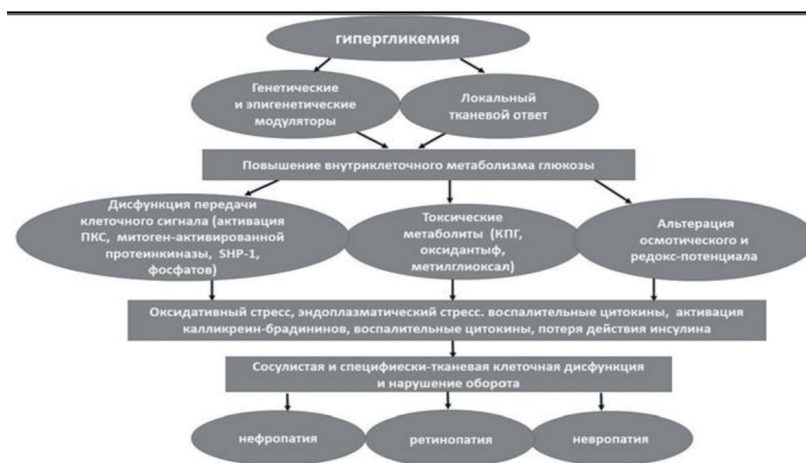 гипергликемия
Генетические
и эпигенетические
модуляторы
Локальный
тканевой ответ
Повышение внутриклеточного метаболизма глюкозы
Дисфункция передачи
клеточного сигнала (активация
ПКС, митоген-активированной
протеинкиназы, SHP-1,
фосфатов)
Токсические
метаболиты (КПГ,
оксидантыф,
метилглиоксал)
Альтерация
осмотического и
редокс-потенциала
Оксидативный стресс, эндоплазматический стресс. воспалительные цитокины, активация
калликреин-брадининов, воспалительные цитокины, потеря действия инсулина
Сосулистая и специфиески-тканевая клеточная дисфункция
и нарушение оборота
нефропатия
ретинопатия
невропатия